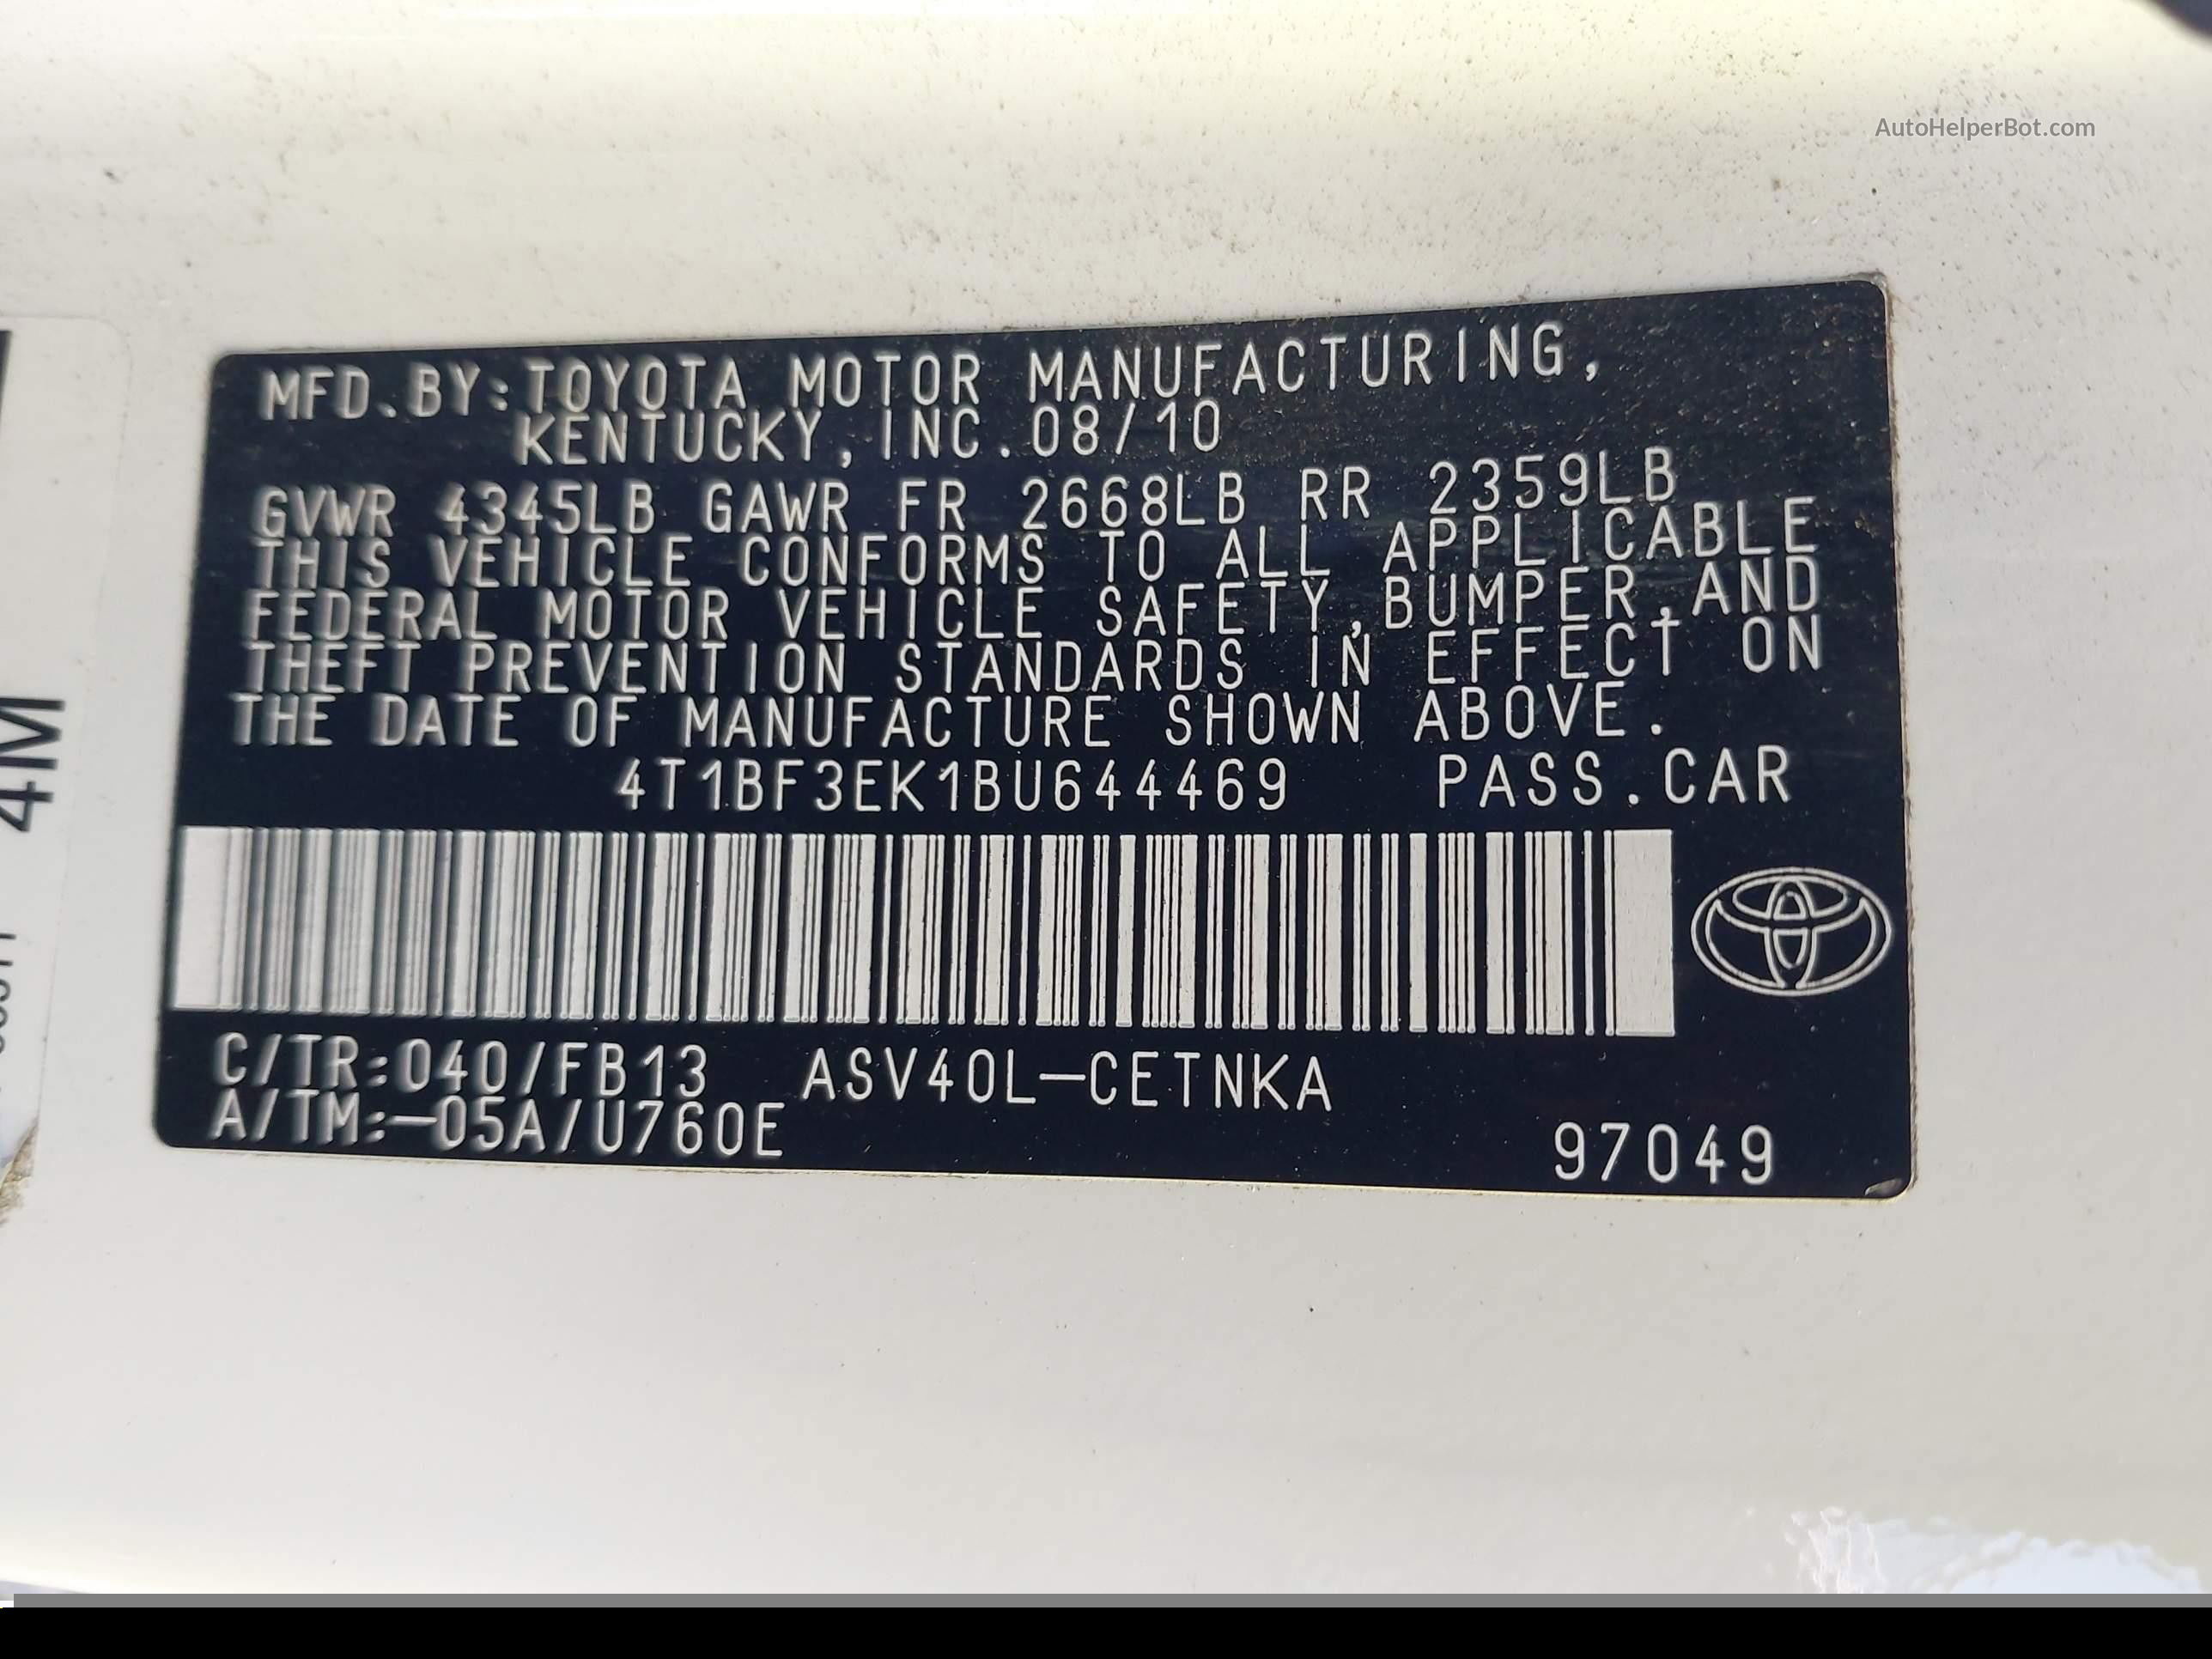 AutoHelperBot.com
MFD.BY:TOYOTA MOTOR MANUFACTURING,
KENTUCKY,INC.08/10
GVWR 4345LB GAWR FR 2668LB RR 2359LB
THIS VEHICLE CONFORMS TO ALL APPLICABLE
FEDERAL MOTOR VEHICLE SAFETY,BUMPER,AND
THEFT PREVENTION STANDARDS IN EFFECT ON
THE DATE OF MANUFACTURE SHOWN ABOVE.
4T1BF3EK1BU644469 PASS.CAR
C/TR:040/FB13 ASV40L-CETNKA
A/TM:-05A/U760E
97049
4M